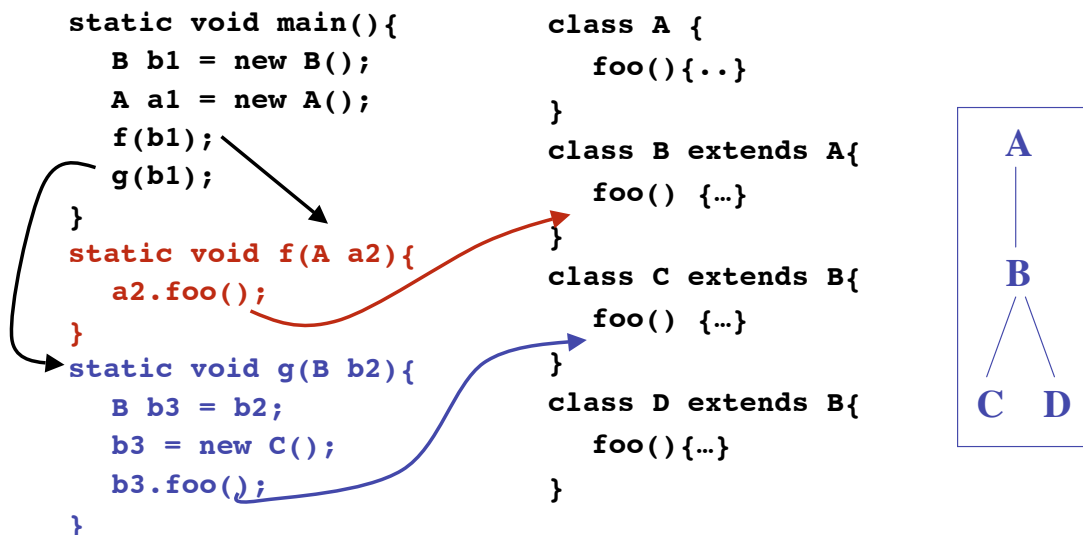 static void main(){
B b1 = new B();
A a1 = new A();
f(b1);
g(b1);
}
static void f(A a2){
a2.foo();
}
static void g(B b2){
B b3 = b2;
b3 = new C();
b3.foo();
}
class A {
foo(){..}
}
class B extends A{
foo() {…}
}
class C extends B{
foo() {…}
}
class D extends B{
foo(){…}
}
A
B
C D